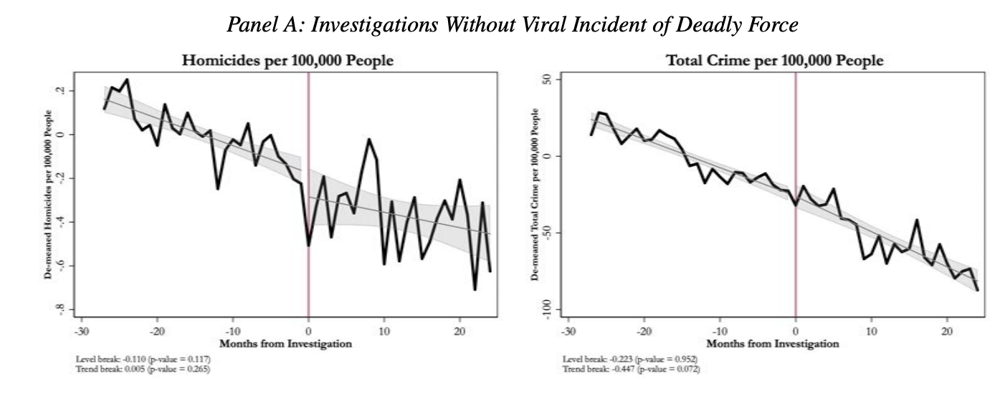 Panel A: Investigations Without Viral Incident of Deadly Force
Homicides per 100,000 People
De-meaned Homicides per 100,000 People
.2
0
-.2
-.4
-.6
-.8
-30 -20 -10 0 10 20
Months from Investigation
Level break: -0.110 (p-value = 0.117)
Trend break: 0.005 (p-value = 0.265)
Total Crime per 100,000 People
De-meaned Total Crime per 100,000 People
50
0
-50
-100
-30 -20 -10 0 10 20
Months from Investigation
Level break: -0.223 (p-value = 0.952)
Trend break: -0.447 (p-value = 0.072)